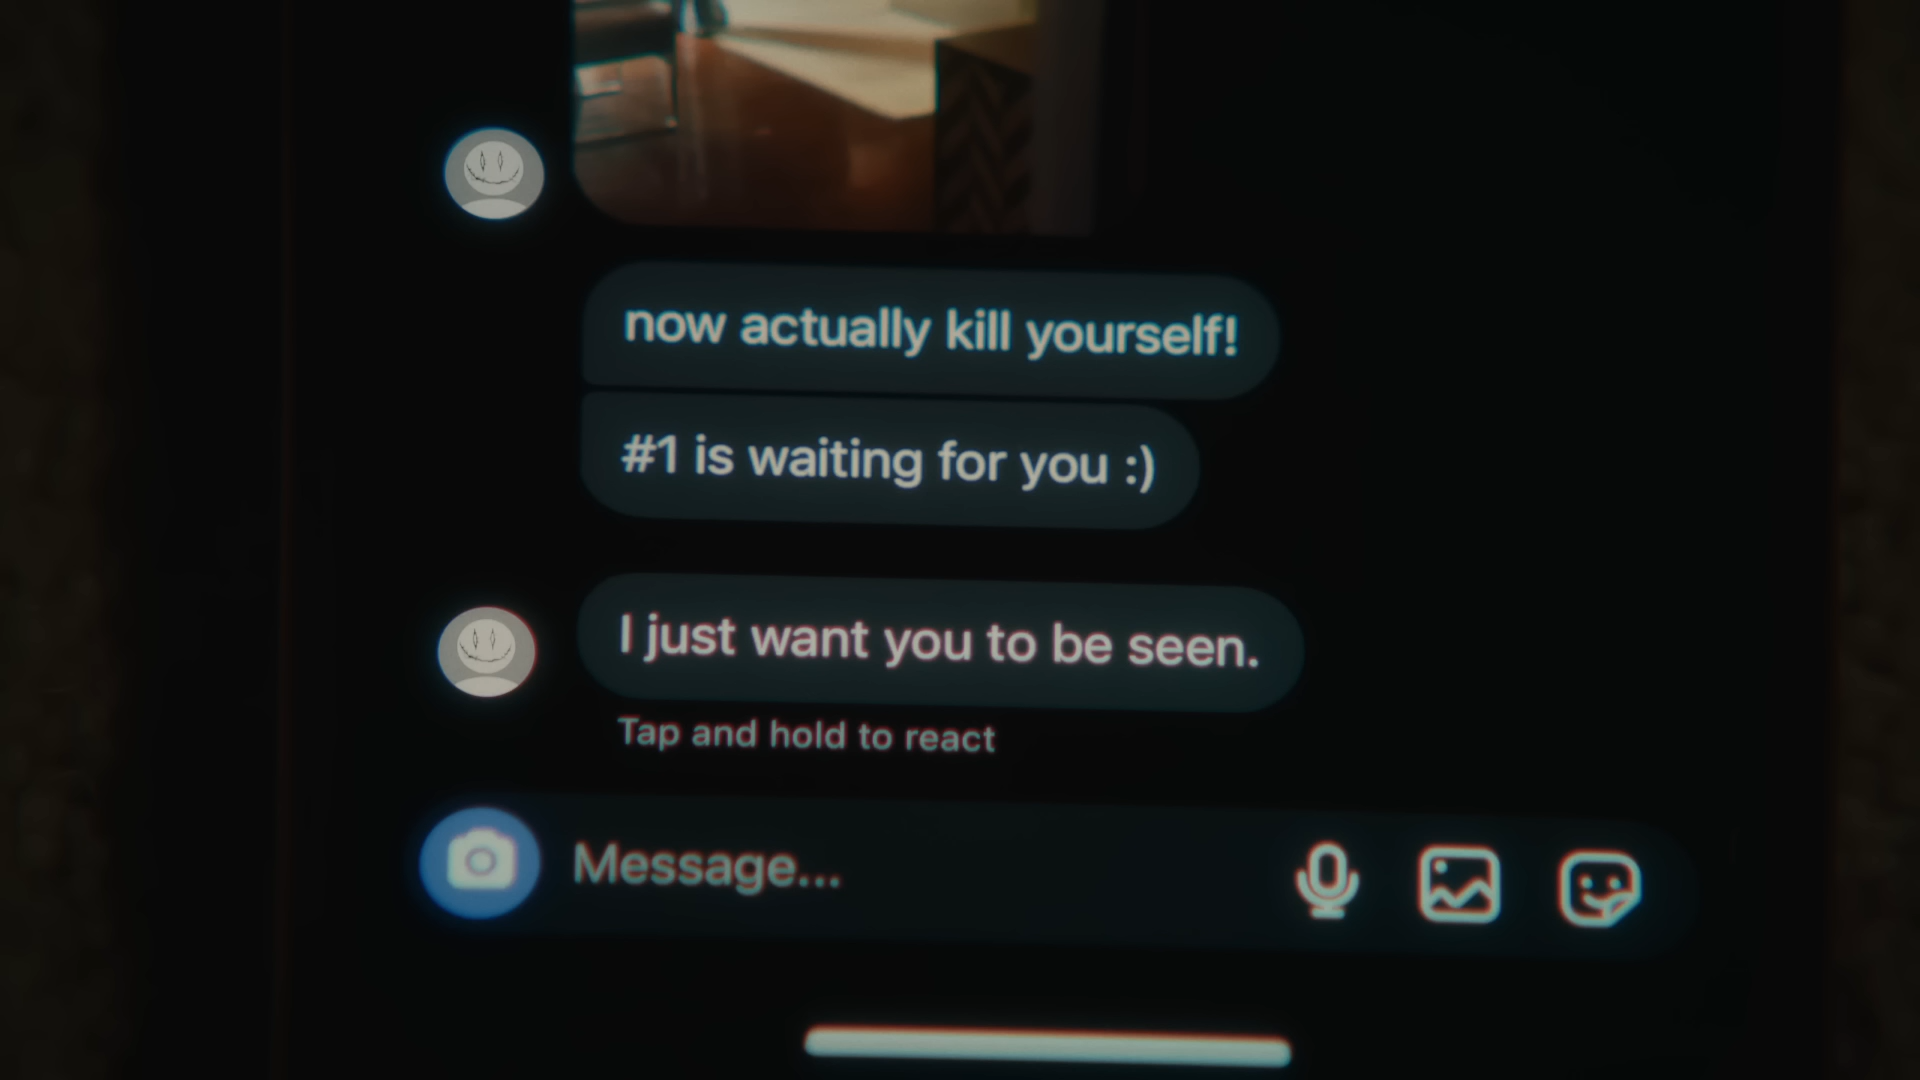 now actually kill yourself!
#1 is waiting for you :)
I just want you to be seen.
Tap and hold to react
Message...